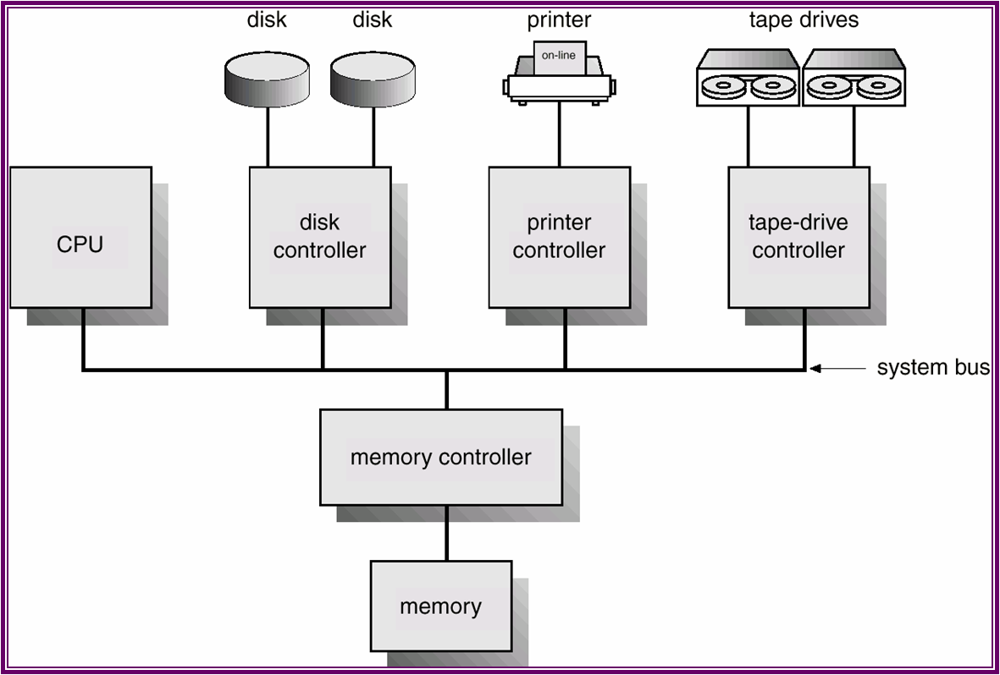 disk
disk
printer
tape drives
on-line
CPU
disk
controller
printer
controller
tape-drive
controller
system bus
memory controller
memory